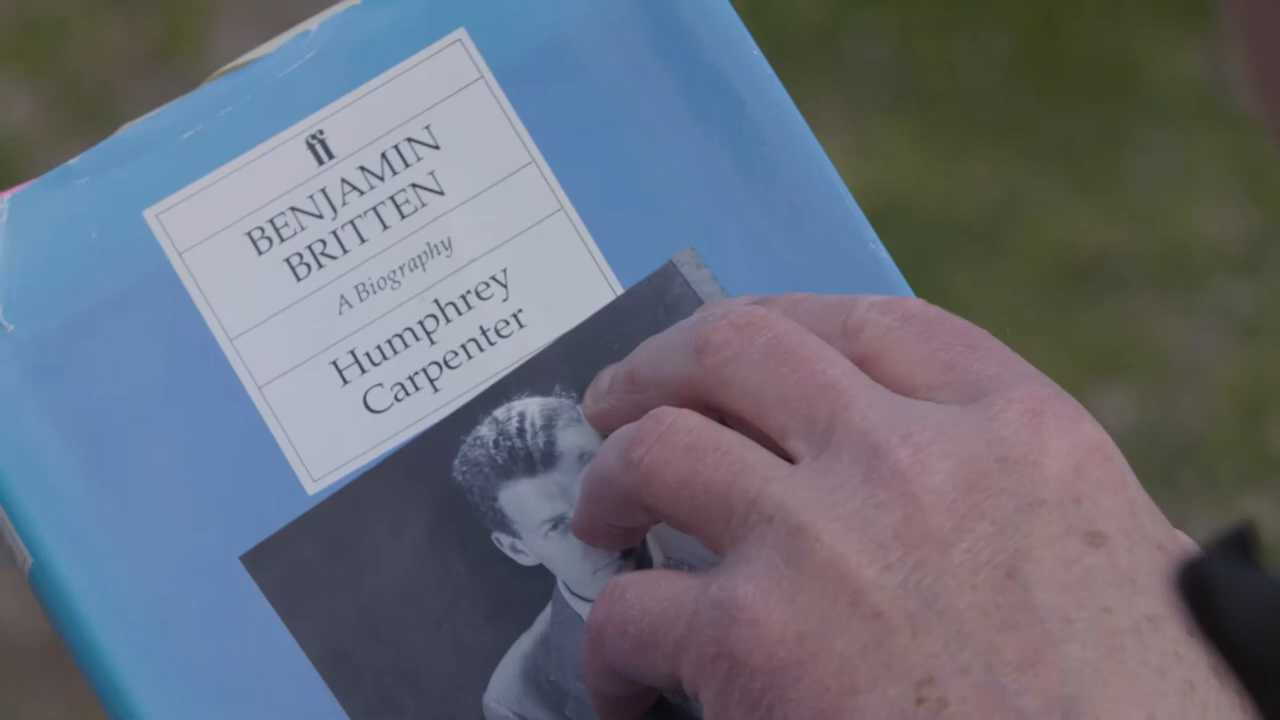 ff
BENJAMIN
BRITTEN
A Biography
Humphrey
Carpenter